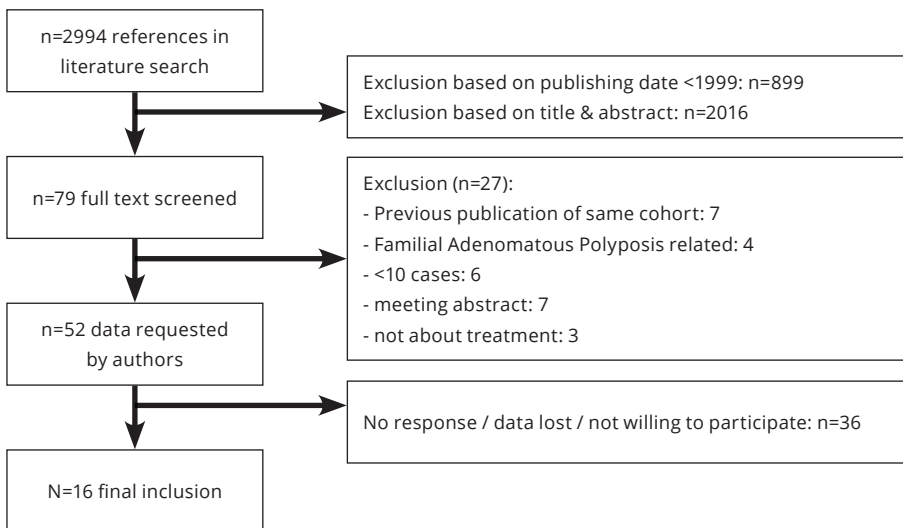 n=2994 references in
literature search
Exclusion based on publishing date <1999: n=899
Exclusion based on title & abstract: n=2016
n=79 full text screened
Exclusion (n=27):
- Previous publication of same cohort: 7
- Familial Adenomatous Polyposis related: 4
- <10 cases: 6
- meeting abstract: 7
- not about treatment: 3
n=52 data requested
by authors
No response / data lost / not willing to participate: n=36
N=16 final inclusion